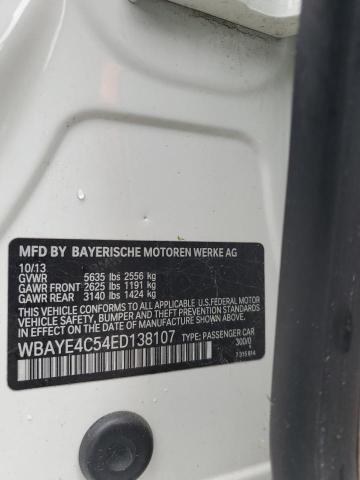 MFD BY BAYERISCHE MOTOREN WERKE AG
10/13
GVWR 5635 lbs 2556 kg
GAWR FRONT 2625 lbs 1191 kg
GAWR REAR 3140 lbs 1424 kg
THIS VEHICLE CONFORMS TO ALL APPLICABLE
U.S. FEDERAL MOTOR VEHICLE SAFETY,
BUMPER, AND THEFT PREVENTION STANDARDS
IN EFFECT ON THE DATE OF MANUFACTURE
SHOWN ABOVE.
WBAYE4C54ED138107 TYPE: PASSENGER CAR
300/0